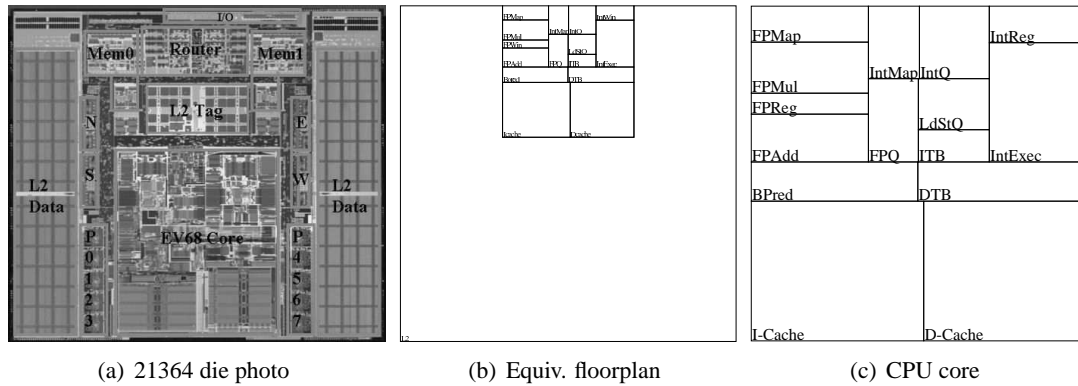 I/O
Mem0 Router Mem1
L2 Tag
N E
S W
L2 L2
Data Data
EV68 Core
P P
0 4
1 5
2 6
3 7
(a) 21364 die photo
FPMap IntWin
IntMap IntQ
FPMul
FPWin
LdStQ
FPAdd FPQ ITB IntExec
Bpred DTB
Icache Dcache
L2
(b) Equiv. floorplan
FPMap IntReg
FPMul IntMap IntQ
FPReg
LdStQ
FPAdd FPQ ITB IntExec
BPred DTB
I-Cache D-Cache
(c) CPU core